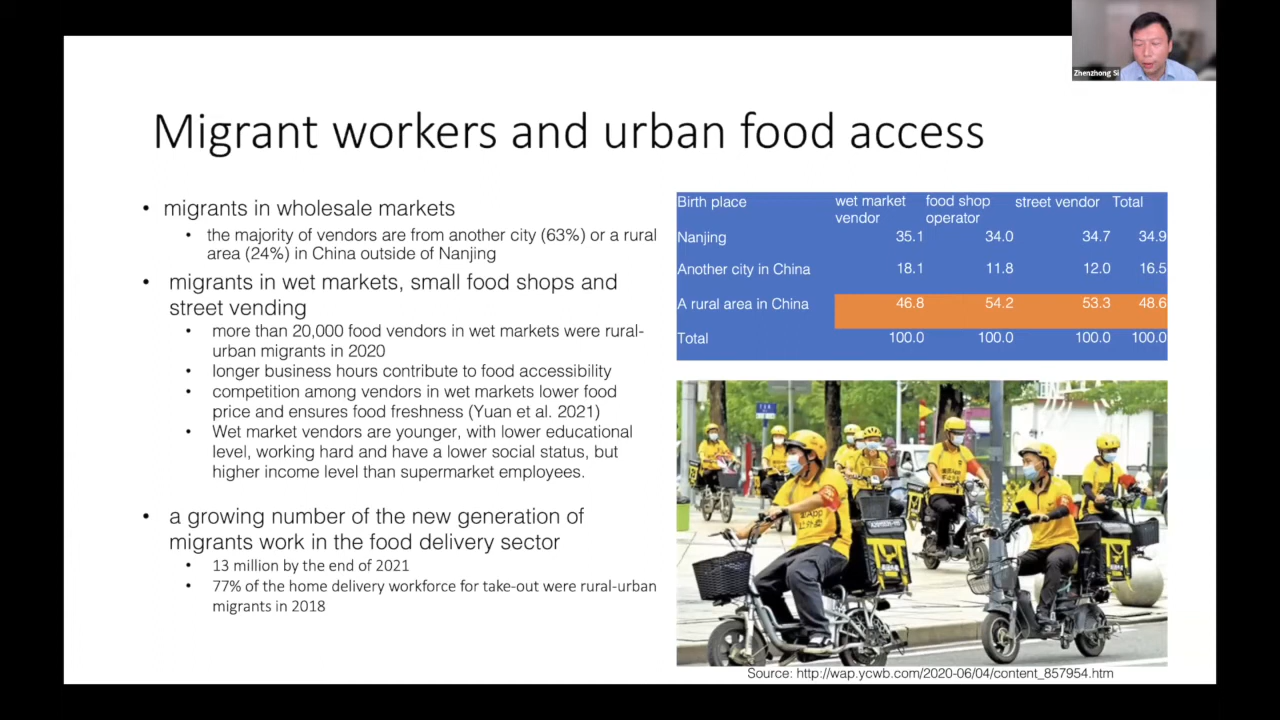 Zhenzhong Si
Migrant workers and urban food access
• migrants in wholesale markets
• the majority of vendors are from another city (63%) or a rural
area (24%) in China outside of Nanjing
• migrants in wet markets, small food shops and
street vending
• more than 20,000 food vendors in wet markets were rural-
urban migrants in 2020
• longer business hours contribute to food accessibility
• competition among vendors in wet markets lower food
price and ensures food freshness (Yuan et al. 2021)
• Wet market vendors are younger, with lower educational
level, working hard and have a lower social status, but
higher income level than supermarket employees.
• a growing number of the new generation of
migrants work in the food delivery sector
• 13 million by the end of 2021
• 77% of the home delivery workforce for take-out were rural-urban
migrants in 2018
Birth place wet market food shop street vendor Total
vendor operator
Nanjing 35.1 34.0 34.7 34.9
Another city in China 18.1 11.8 12.0 16.5
A rural area in China 46.8 54.2 53.3 48.6
Total 100.0 100.0 100.0 100.0
Source: http://wap.ycwb.com/2020-06/04/content_857954.htm